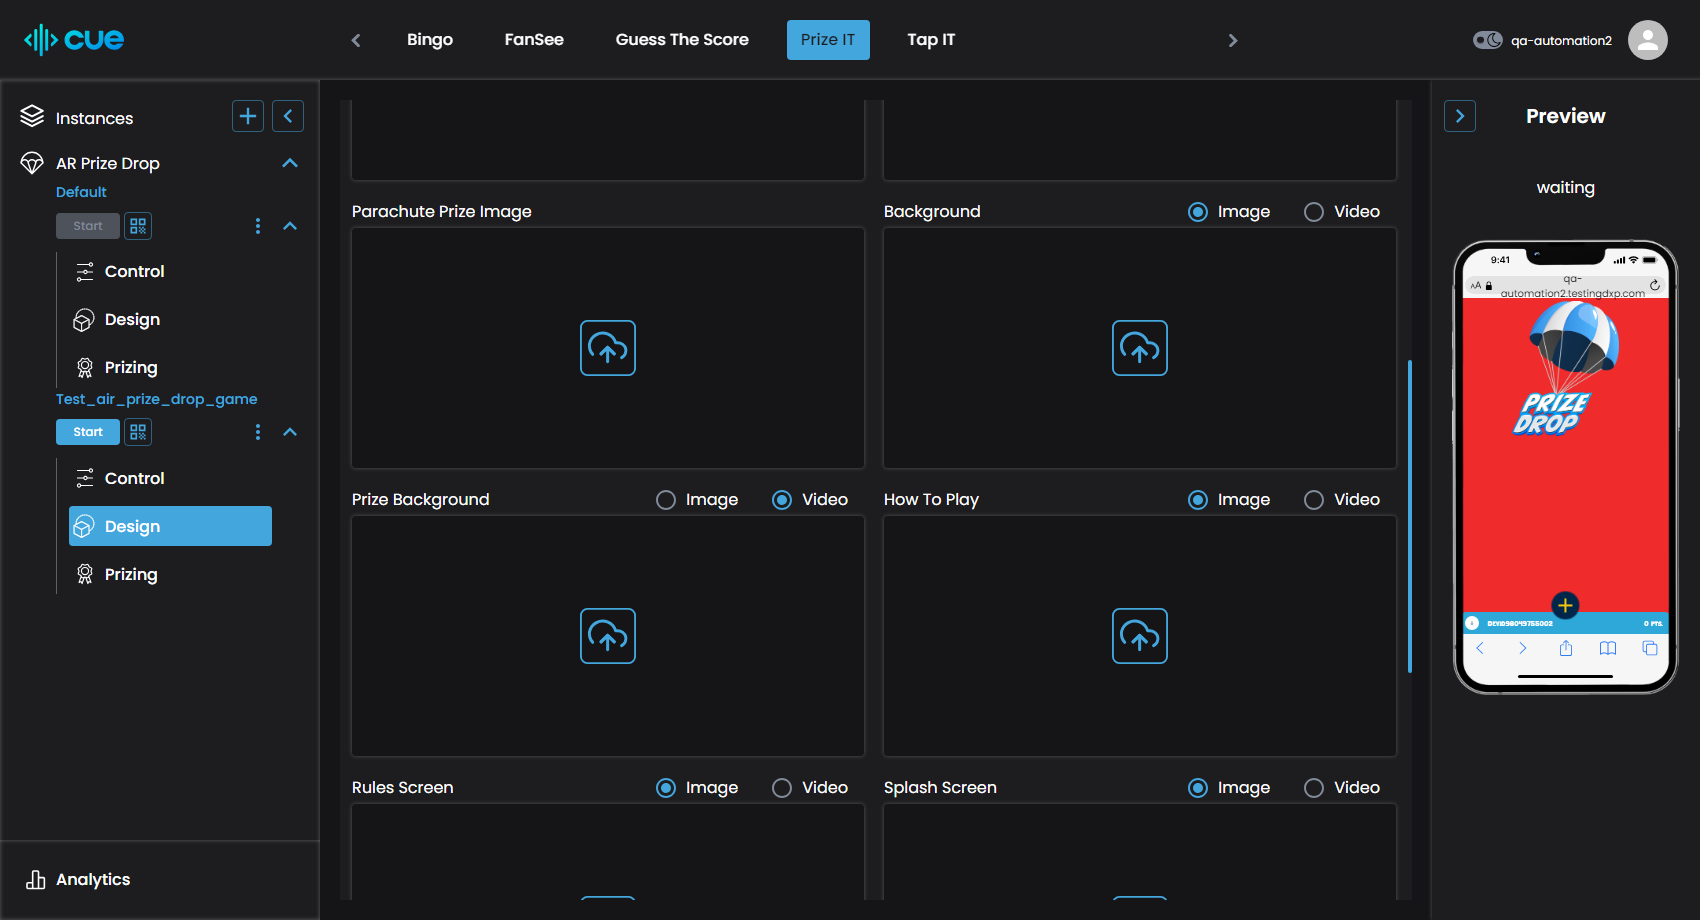 cue
Bingo
FanSee
Guess The Score
Prize IT
Tap IT
qa-automation2
Instances
AR Prize Drop
Default
Start
Control
Design
Prizing
Test_air_prize_drop_game
Start
Control
Design
Prizing
Analytics
Parachute Prize Image
Background
Image
Video
Prize Background
Image
Video
How To Play
Image
Video
Rules Screen
Image
Video
Splash Screen
Image
Video
Preview
waiting
9:41
AA
qa-
automation2.testingdxp.com
PRIZE
DROP
0 PTS.